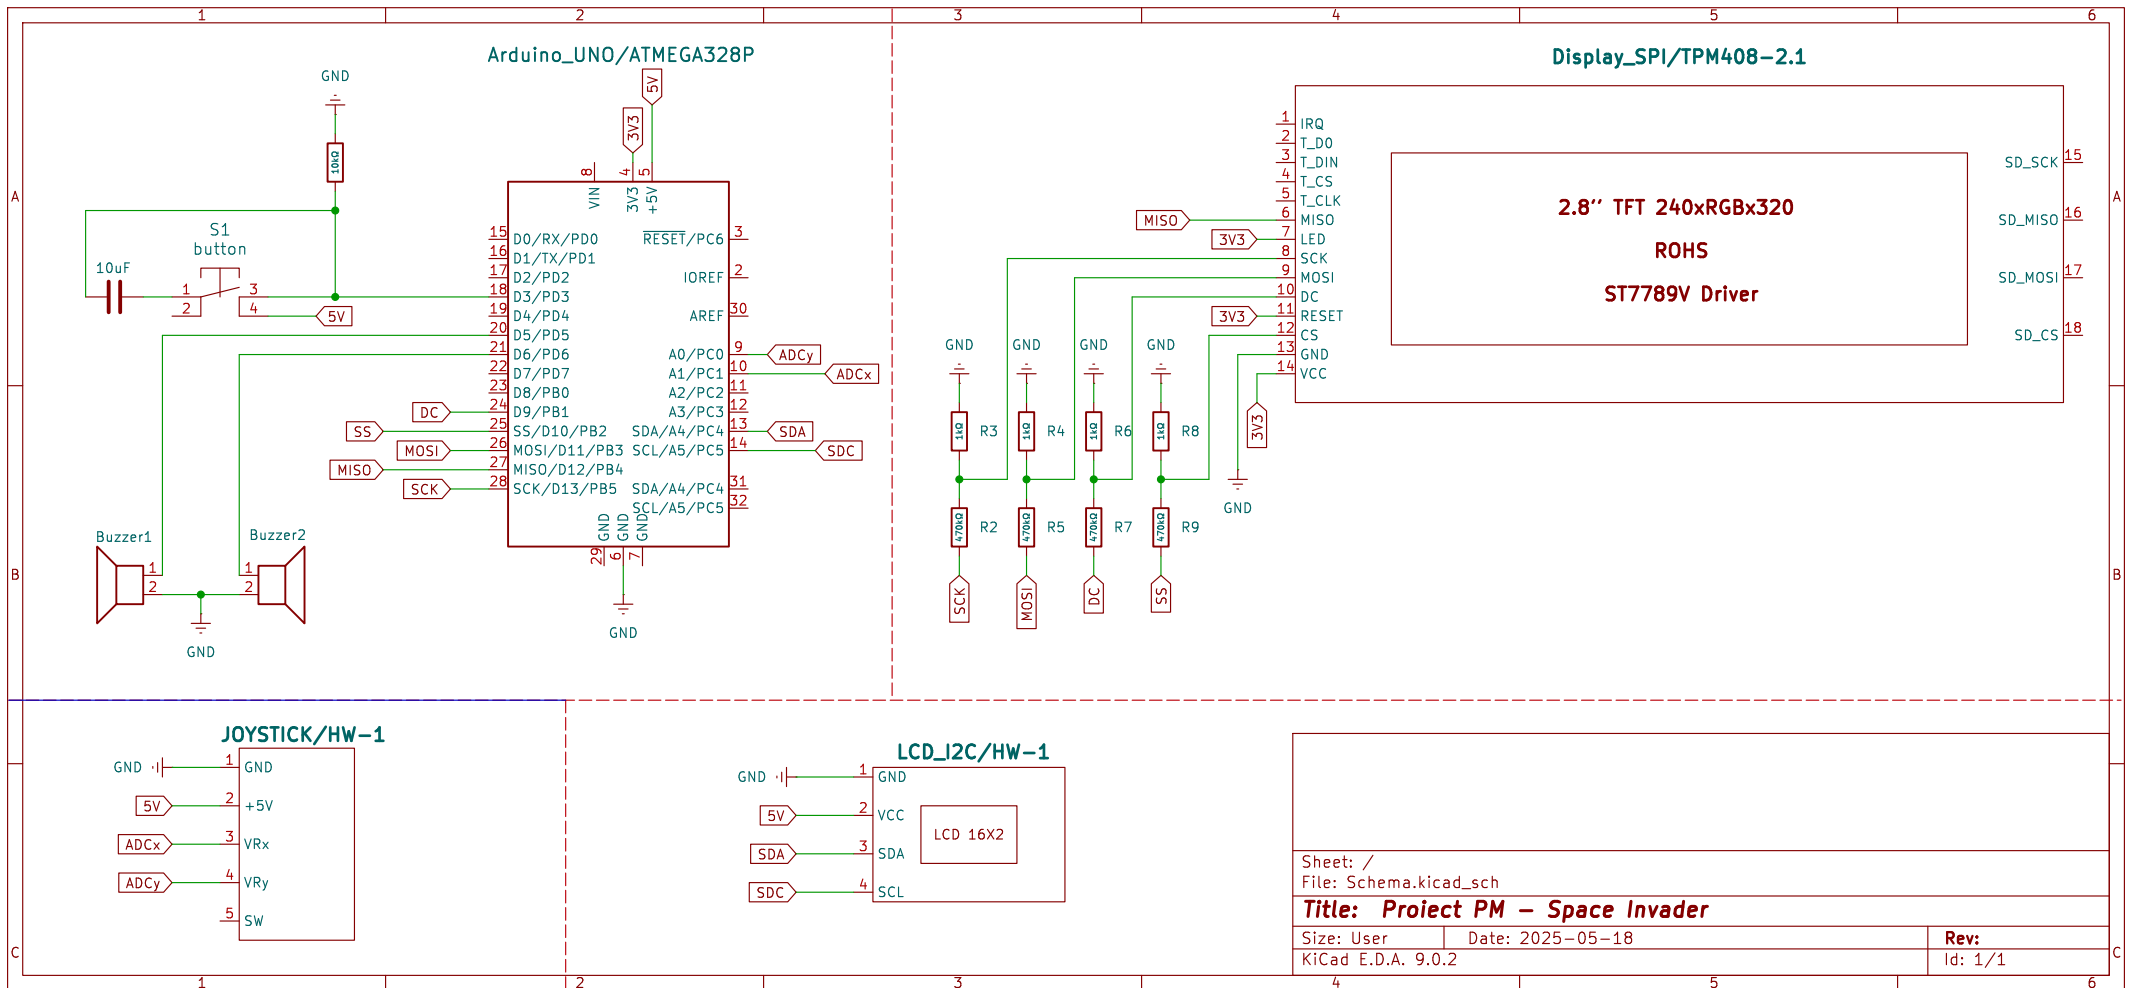 1 2 3 4 5 6
Arduino_UNO/ATMEGA328P
Display_SPI/TPM408-2.1
GND
5V
3V3
10kΩ
8 4 5
VIN 3V3 +5V
S1
button
10uF
1 3
2 4
5V
15 D0/RX/PD0
16 D1/TX/PD1
17 D2/PD2
18 D3/PD3
19 D4/PD4
20 D5/PD5
21 D6/PD6
22 D7/PD7
23 D8/PB0
DC 24 D9/PB1
SS 25 SS/D10/PB2
MOSI 26 MOSI/D11/PB3
MISO 27 MISO/D12/PB4
SCK 28 SCK/D13/PB5
RESET/PC6 3
IOREF 2
AREF 30
A0/PC0 9 ADCy
A1/PC1 10 ADCx
A2/PC2 11
A3/PC3 12
SDA/A4/PC4 13 SDA
SCL/A5/PC5 14 SDC
SDA/A4/PC4 31
SCL/A5/PC5 32
GND GND GND
29 6 7
GND
Buzzer1
1
2
Buzzer2
1
2
GND
1 IRQ
2 T_D0
3 T_DIN
4 T_CS
5 T_CLK
MISO 6 MISO
3V3 7 LED
8 SCK
9 MOSI
10 DC
3V3 11 RESET
12 CS
13 GND
14 VCC
2.8'' TFT 240xRGBx320
ROHS
ST7789V Driver
SD_SCK 15
SD_MISO 16
SD_MOSI 17
SD_CS 18
3V3
GND
GND GND GND GND
1kΩ R3 1kΩ R4 1kΩ R6 1kΩ R8
470kΩ R2 470kΩ R5 470kΩ R7 470kΩ R9
SCK MOSI DC SS
A A
B B
C C
JOYSTICK/HW-1
GND 1 GND
5V 2 +5V
ADCx 3 VRx
ADCy 4 VRy
5 SW
LCD_I2C/HW-1
GND 1 GND
5V 2 VCC
SDA 3 SDA
SDC 4 SCL
LCD 16X2
Sheet: /
File: Schema.kicad_sch
Title: Proiect PM - Space Invader
Size: User Date: 2025-05-18 Rev:
KiCad E.D.A. 9.0.2 Id: 1/1
1 2 3 4 5 6